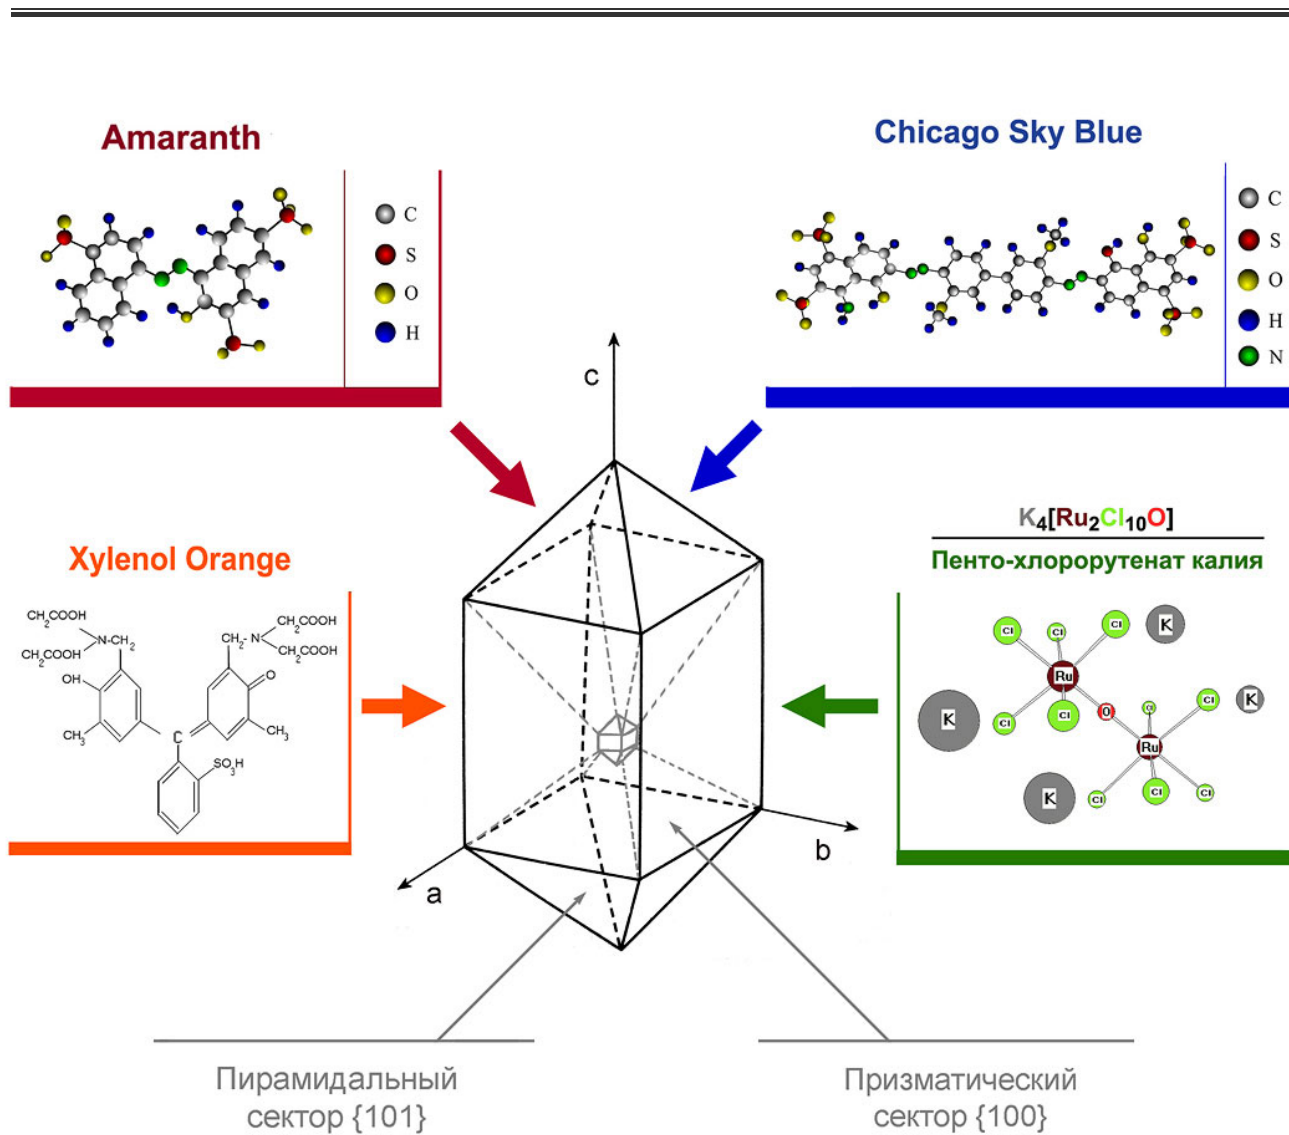 Amaranth
C
S
O
H
Chicago Sky Blue
C
S
O
H
N
c
Xylenol Orange
CH2COOH
CH2COOH
N-CH2
OH
CH3
CH2-N
CH2COOH
CH2COOH
O
CH3
C
SO3H
K4[Ru2Cl10O]
Пенто-хлорорутенат калия
Cl
Cl
Cl
K
Ru
K
Cl
Cl
O
Cl
Cl
K
Ru
K
Cl
Cl
Cl
a
b
Пирамидальный
сектор {101}
Призматический
сектор {100}